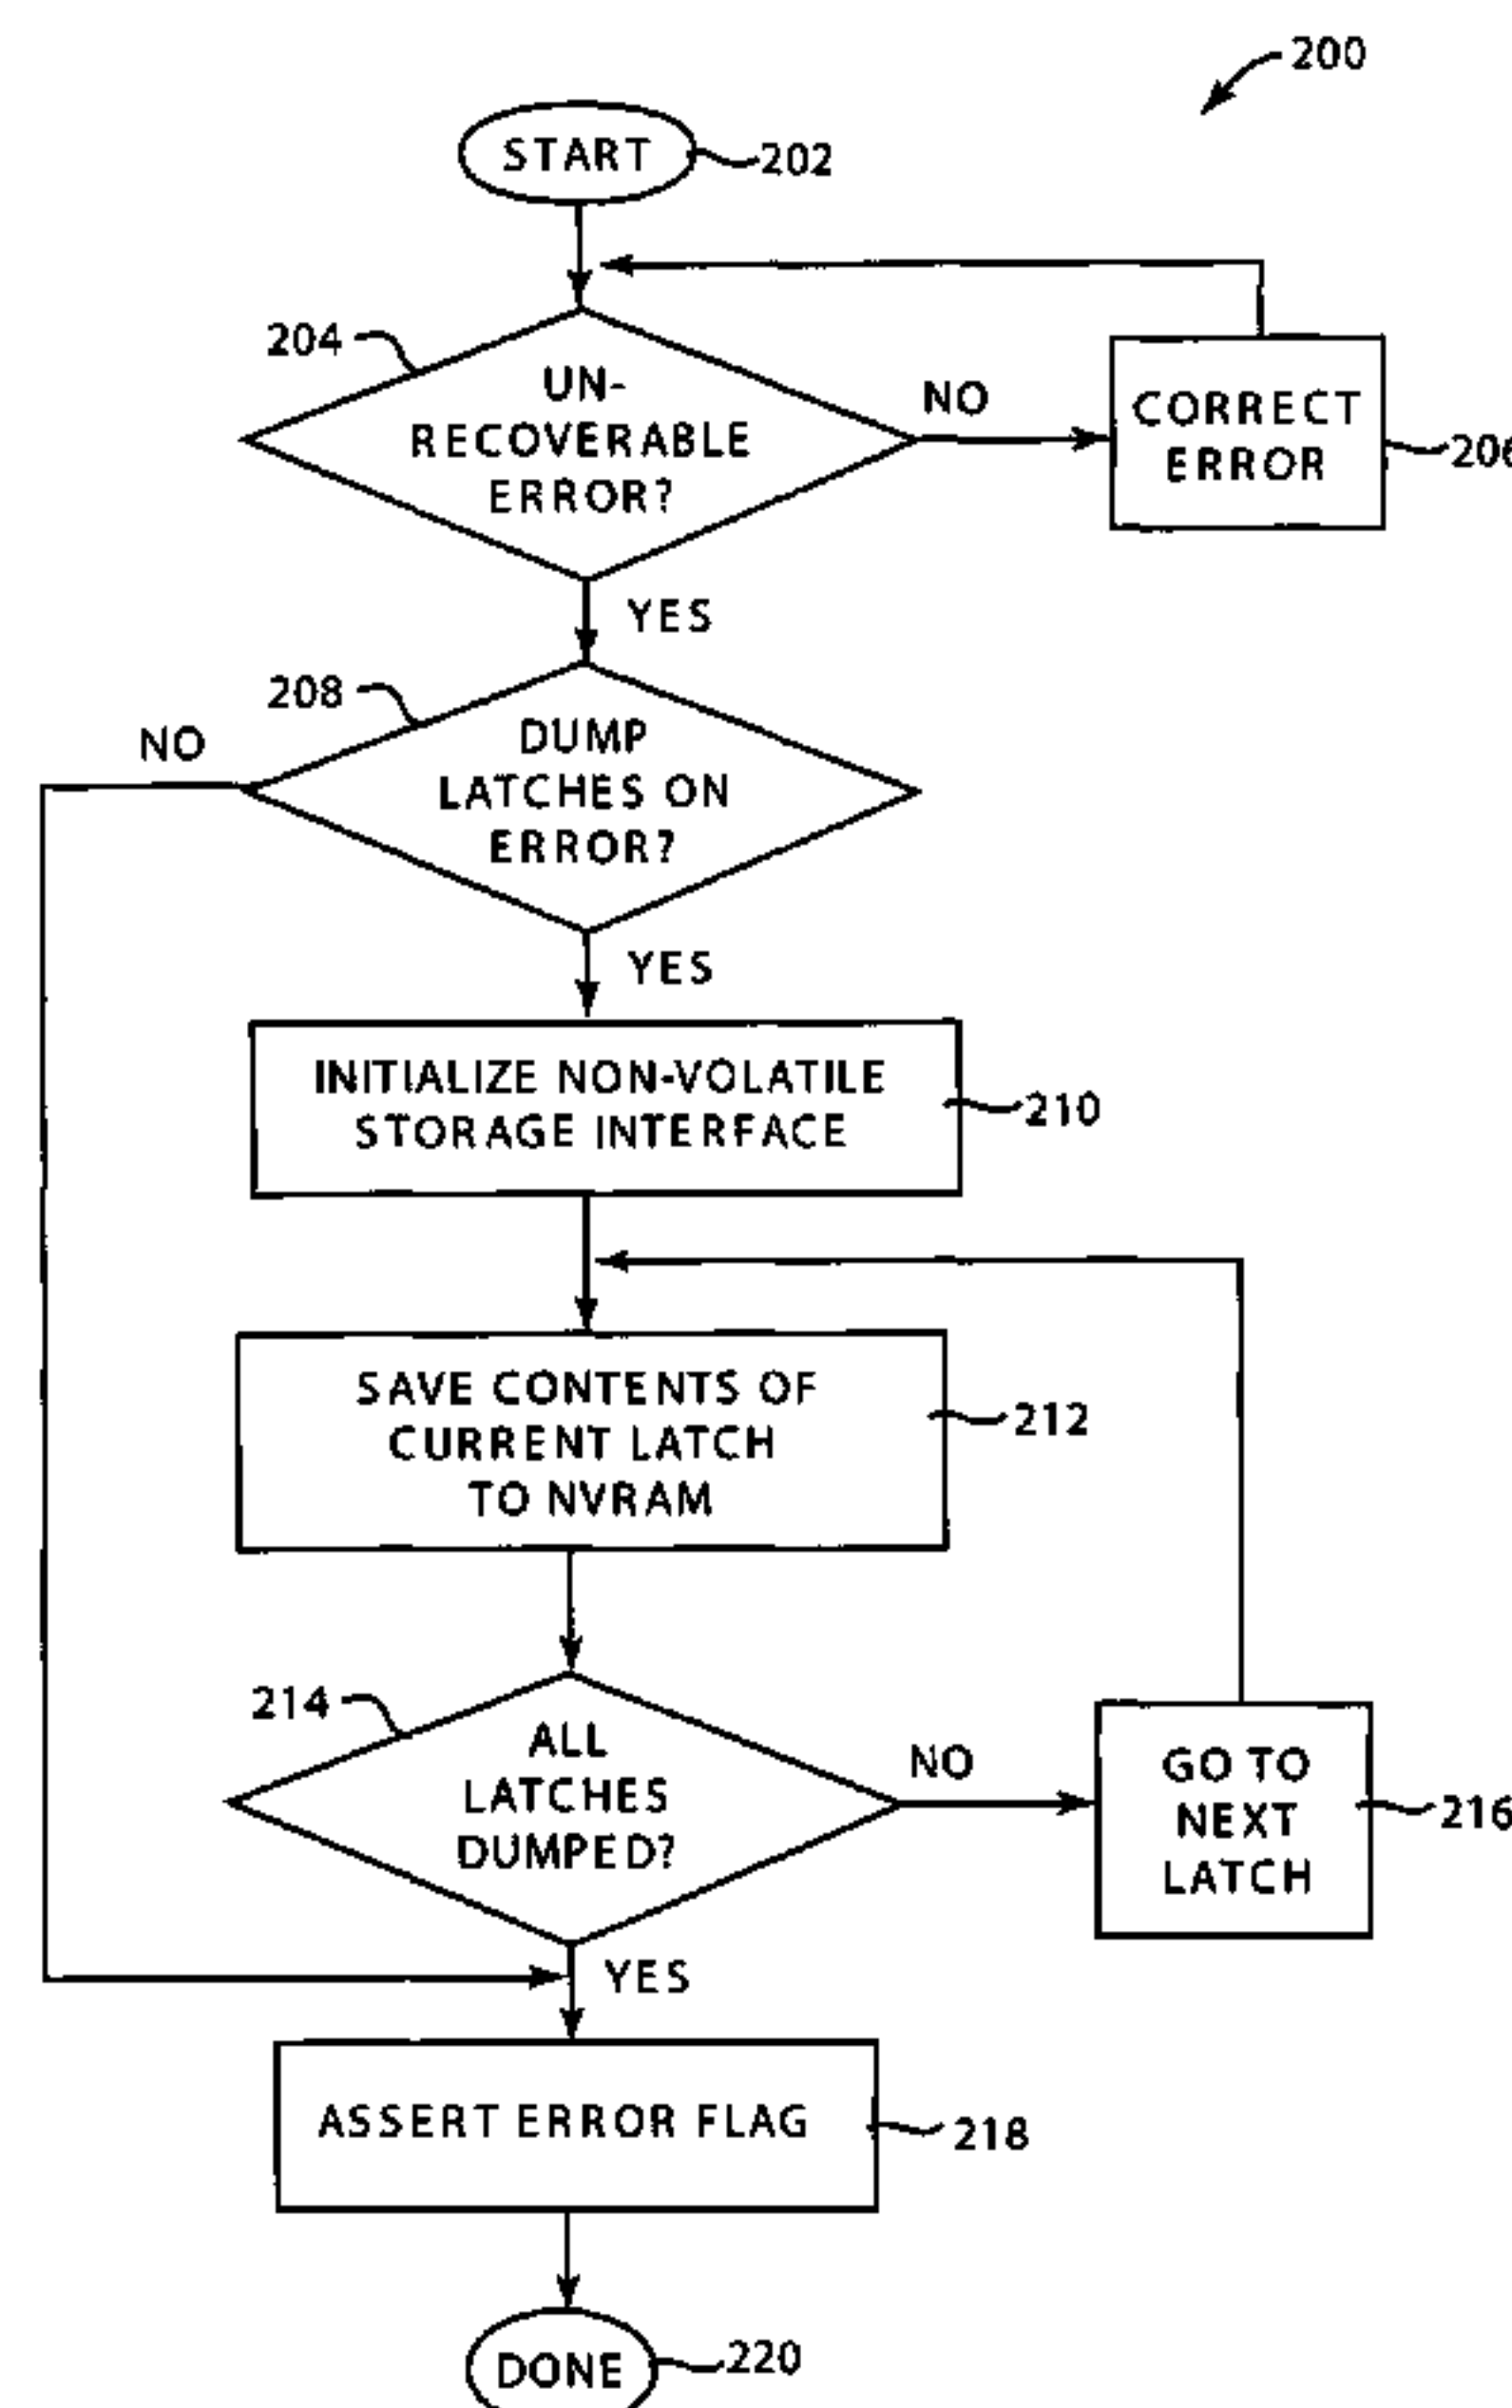 200
START
202
204
UN-
RECOVERABLE
ERROR?
NO
CORRECT
ERROR
206
YES
208
NO
DUMP
LATCHES ON
ERROR?
YES
INITIALIZE NON-VOLATILE
STORAGE INTERFACE
210
SAVE CONTENTS OF
CURRENT LATCH
TO NVRAM
212
214
ALL
LATCHES
DUMPED?
NO
GO TO
NEXT
LATCH
216
YES
ASSERT ERROR FLAG
218
DONE
220